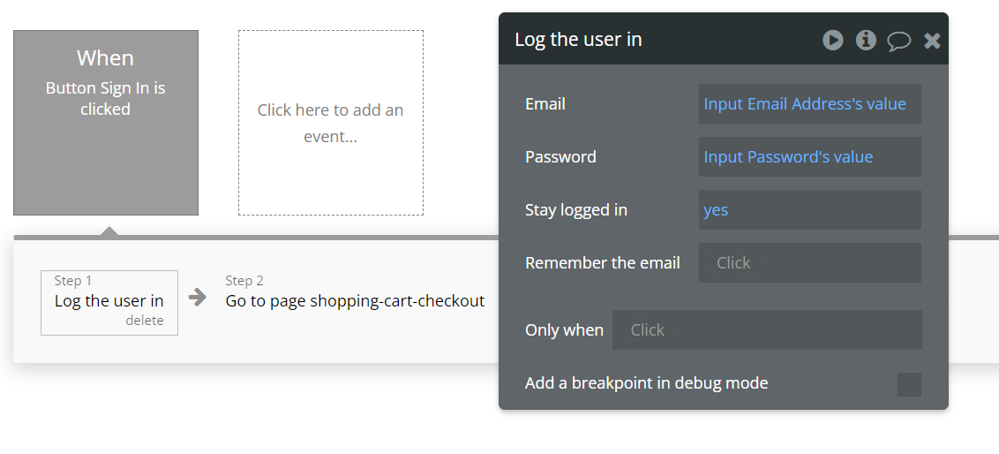 When
Button Sign In is
clicked
Click here to add an
event...
Step 1
Log the user in
delete
Step 2
Go to page shopping-cart-checkout
Log the user in
Email
Input Email Address's value
Password
Input Password's value
Stay logged in
yes
Remember the email
Click
Only when
Click
Add a breakpoint in debug mode